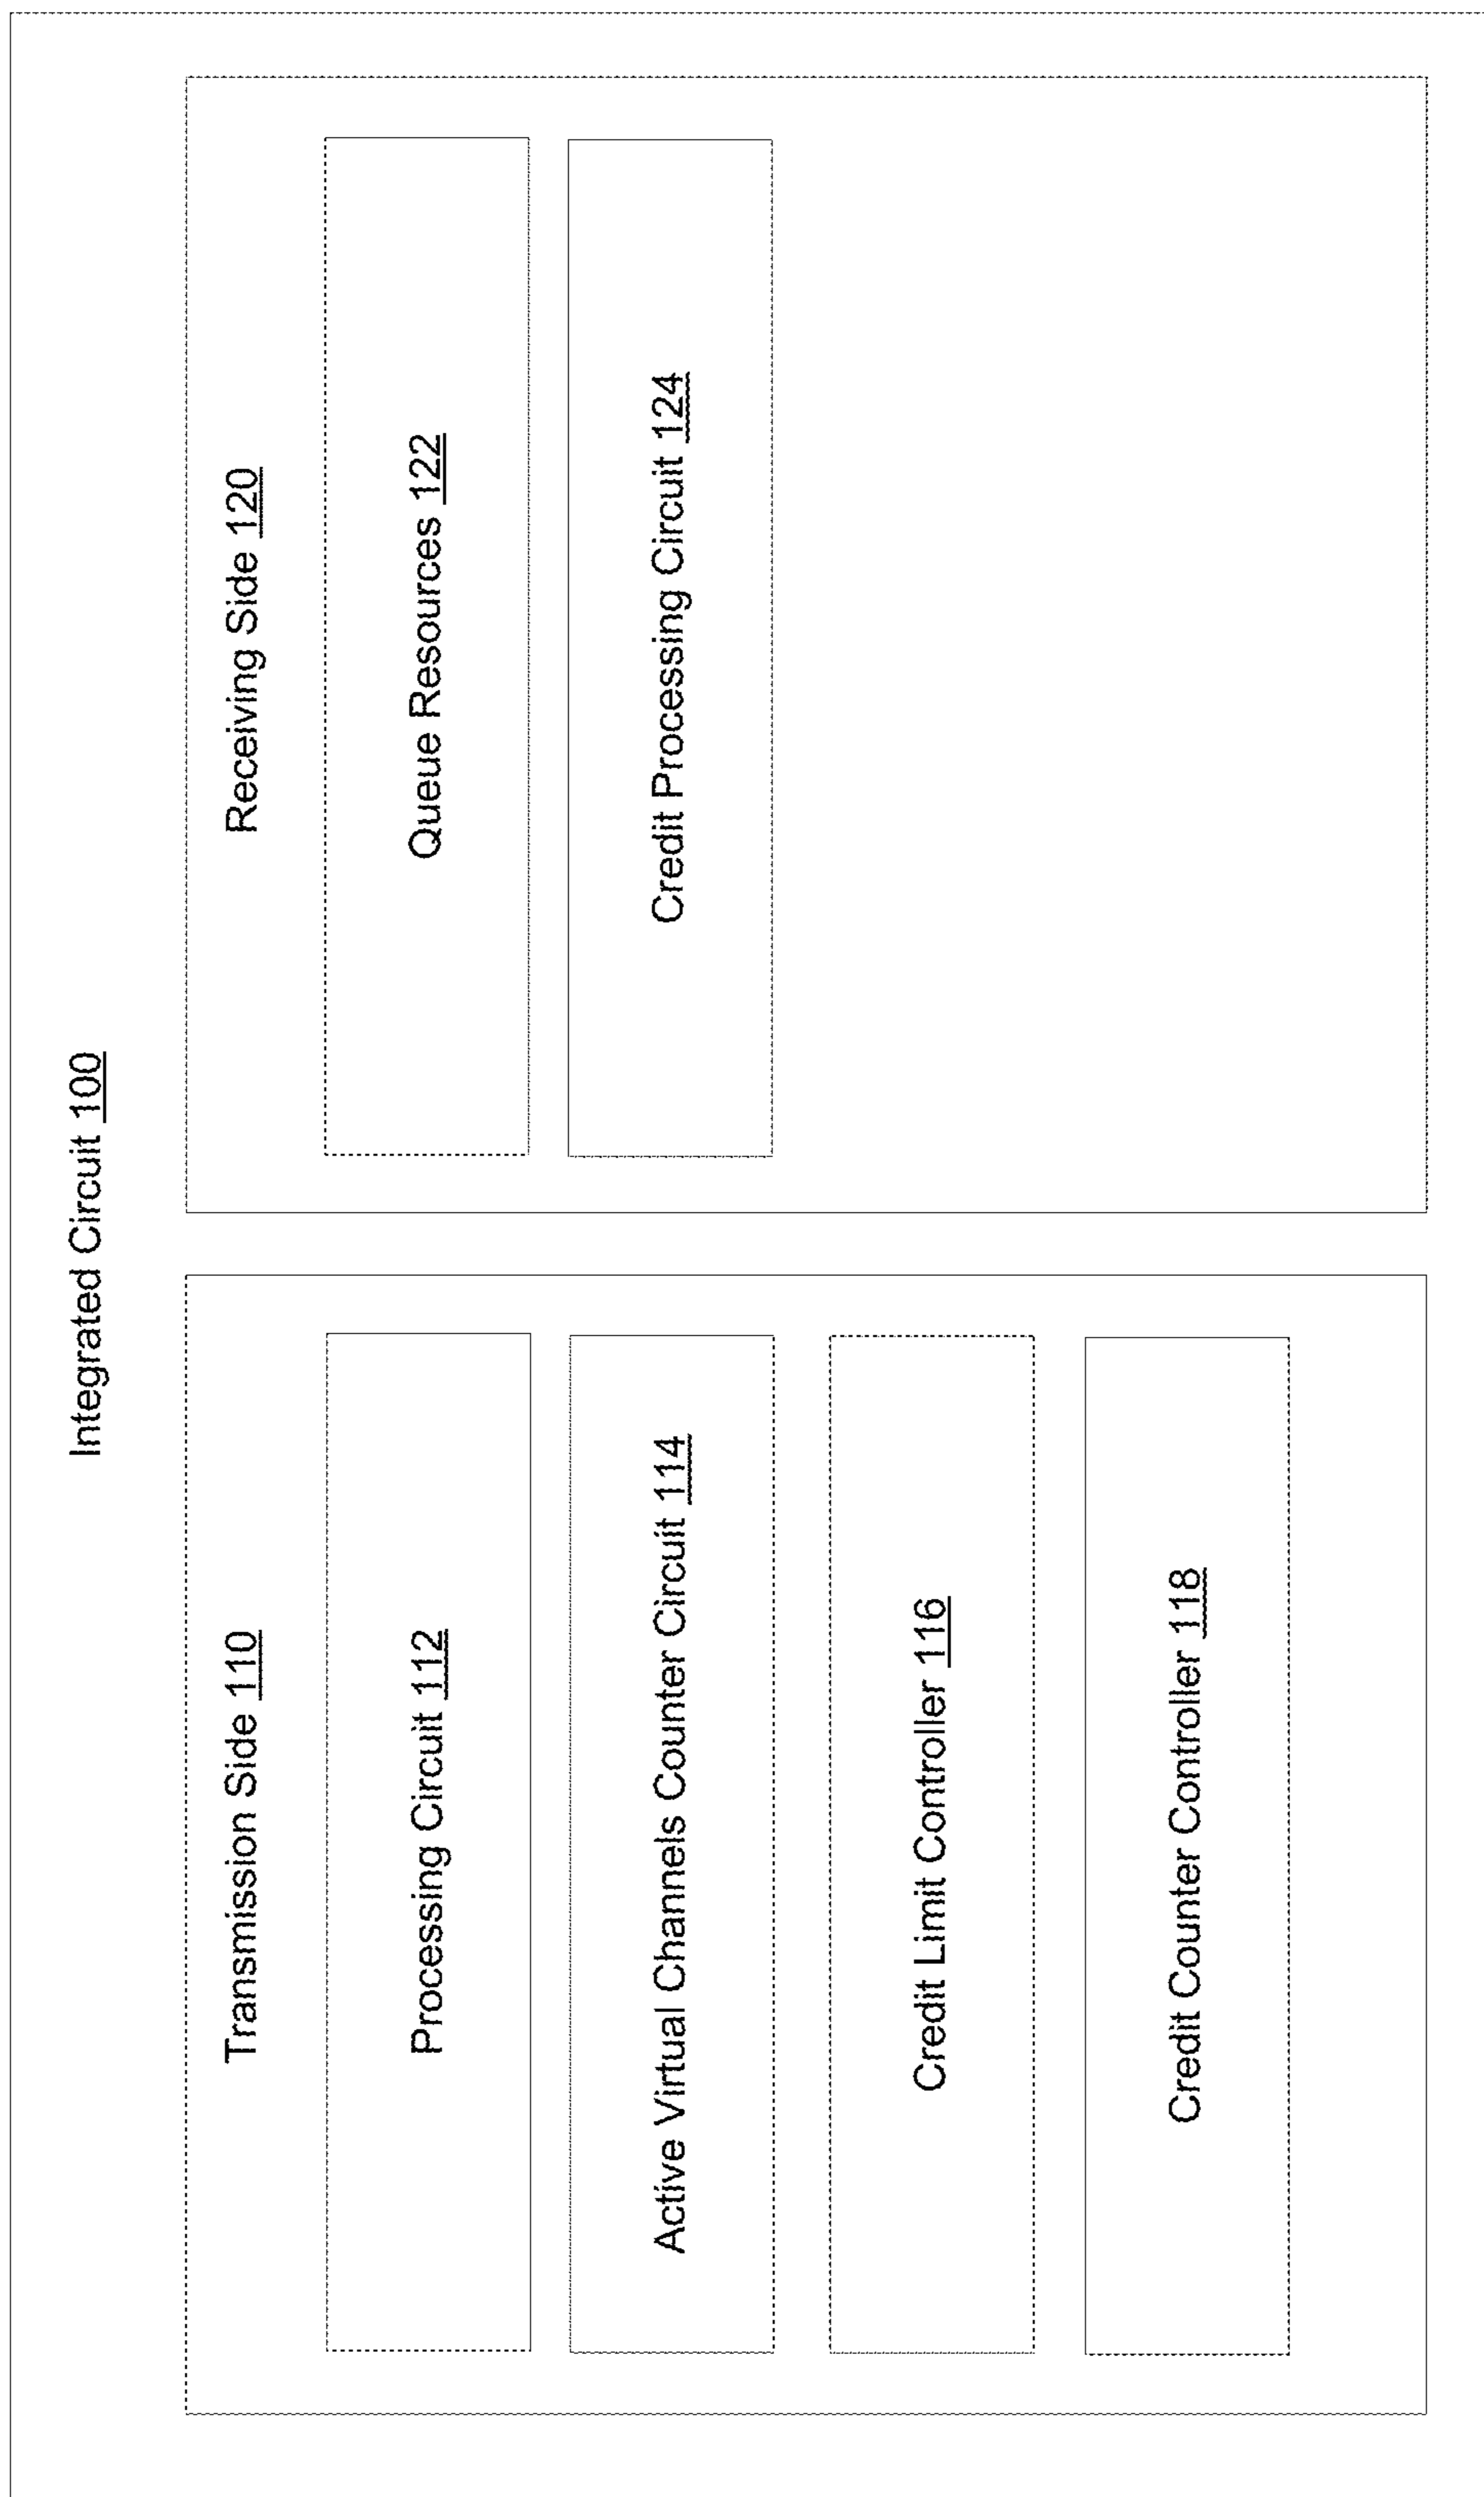 Integrated Circuit 100
Transmission Side 110
Processing Circuit 112
Active Virtual Channels Counter Circuit 114
Credit Limit Controller 116
Credit Counter Controller 118
Receiving Side 120
Queue Resources 122
Credit Processing Circuit 124